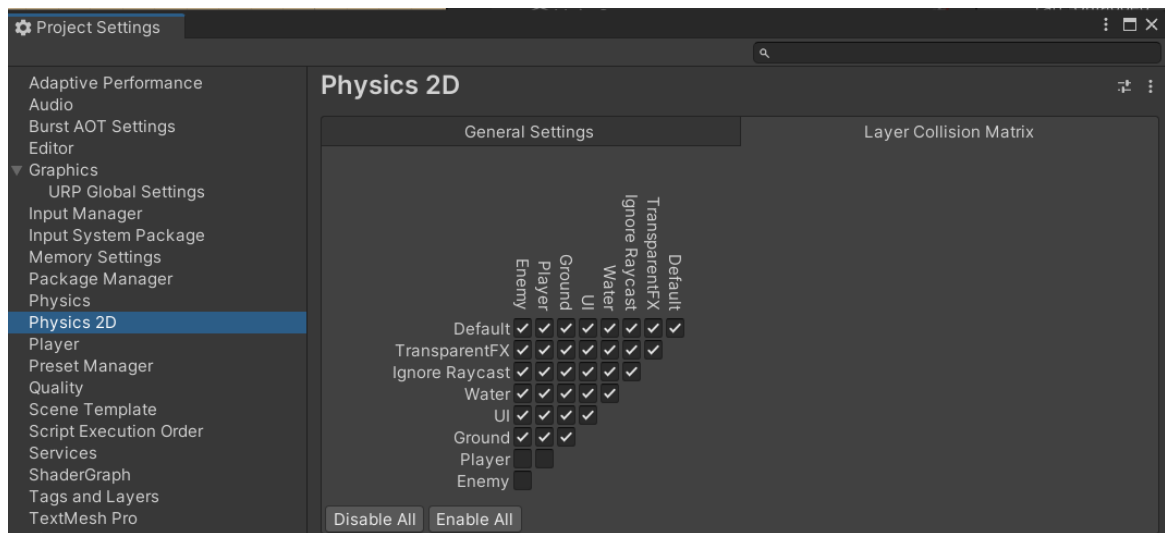 Project Settings
Adaptive Performance
Audio
Burst AOT Settings
Editor
Graphics
URP Global Settings
Input Manager
Input System Package
Memory Settings
Package Manager
Physics
Physics 2D
Player
Preset Manager
Quality
Scene Template
Script Execution Order
Services
ShaderGraph
Tags and Layers
TextMesh Pro
Physics 2D
General Settings
Layer Collision Matrix
Enemy
Player
Ground
UI
Water
Ignore Raycast
TransparentFX
Default
Default
TransparentFX
Ignore Raycast
Water
UI
Ground
Player
Enemy
Disable All
Enable All